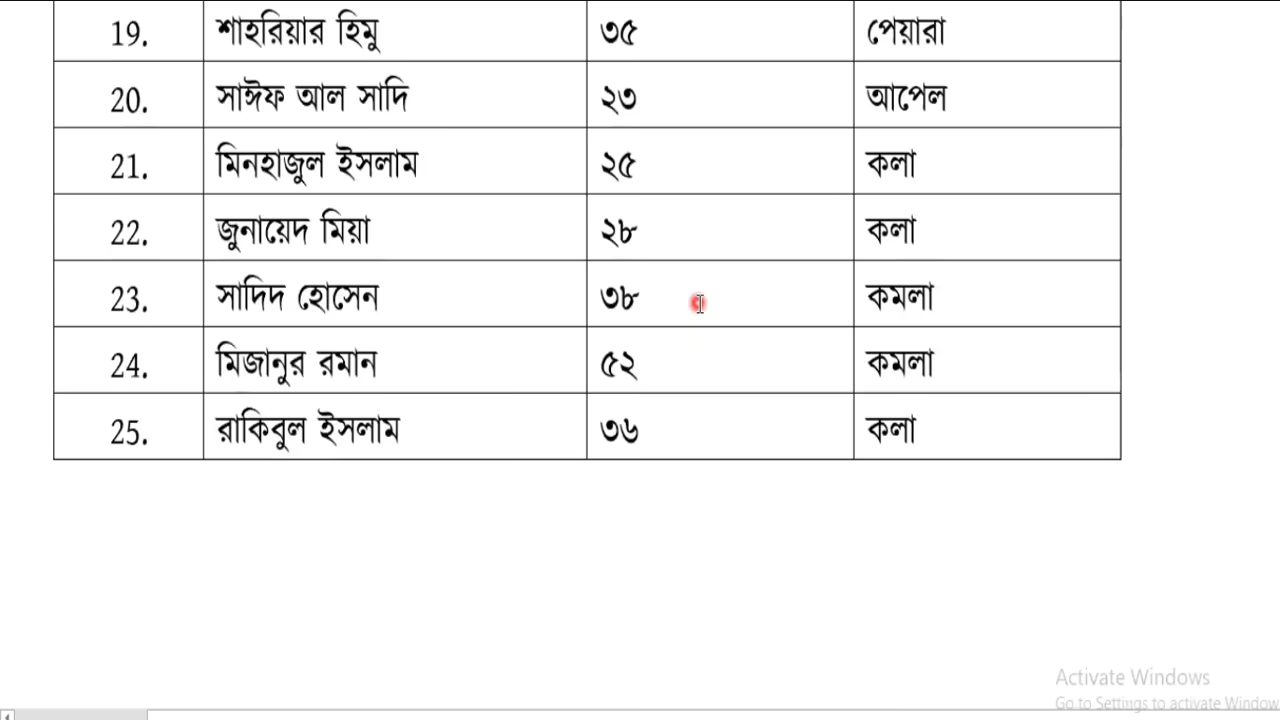 19. শাহরিয়ার হিমু ৩৫ পেয়ারা
20. সাঈফ আল সাদি ২৩ আপেল
21. মিনহাজুল ইসলাম ২৫ কলা
22. জুনায়েদ মিয়া ২৮ কলা
23. সাদিদ হোসেন ৩৮ কমলা
24. মিজানুর রমান ৫২ কমলা
25. রাকিবুল ইসলাম ৩৬ কলা
Activate Windows
Go to Settings to activate Window